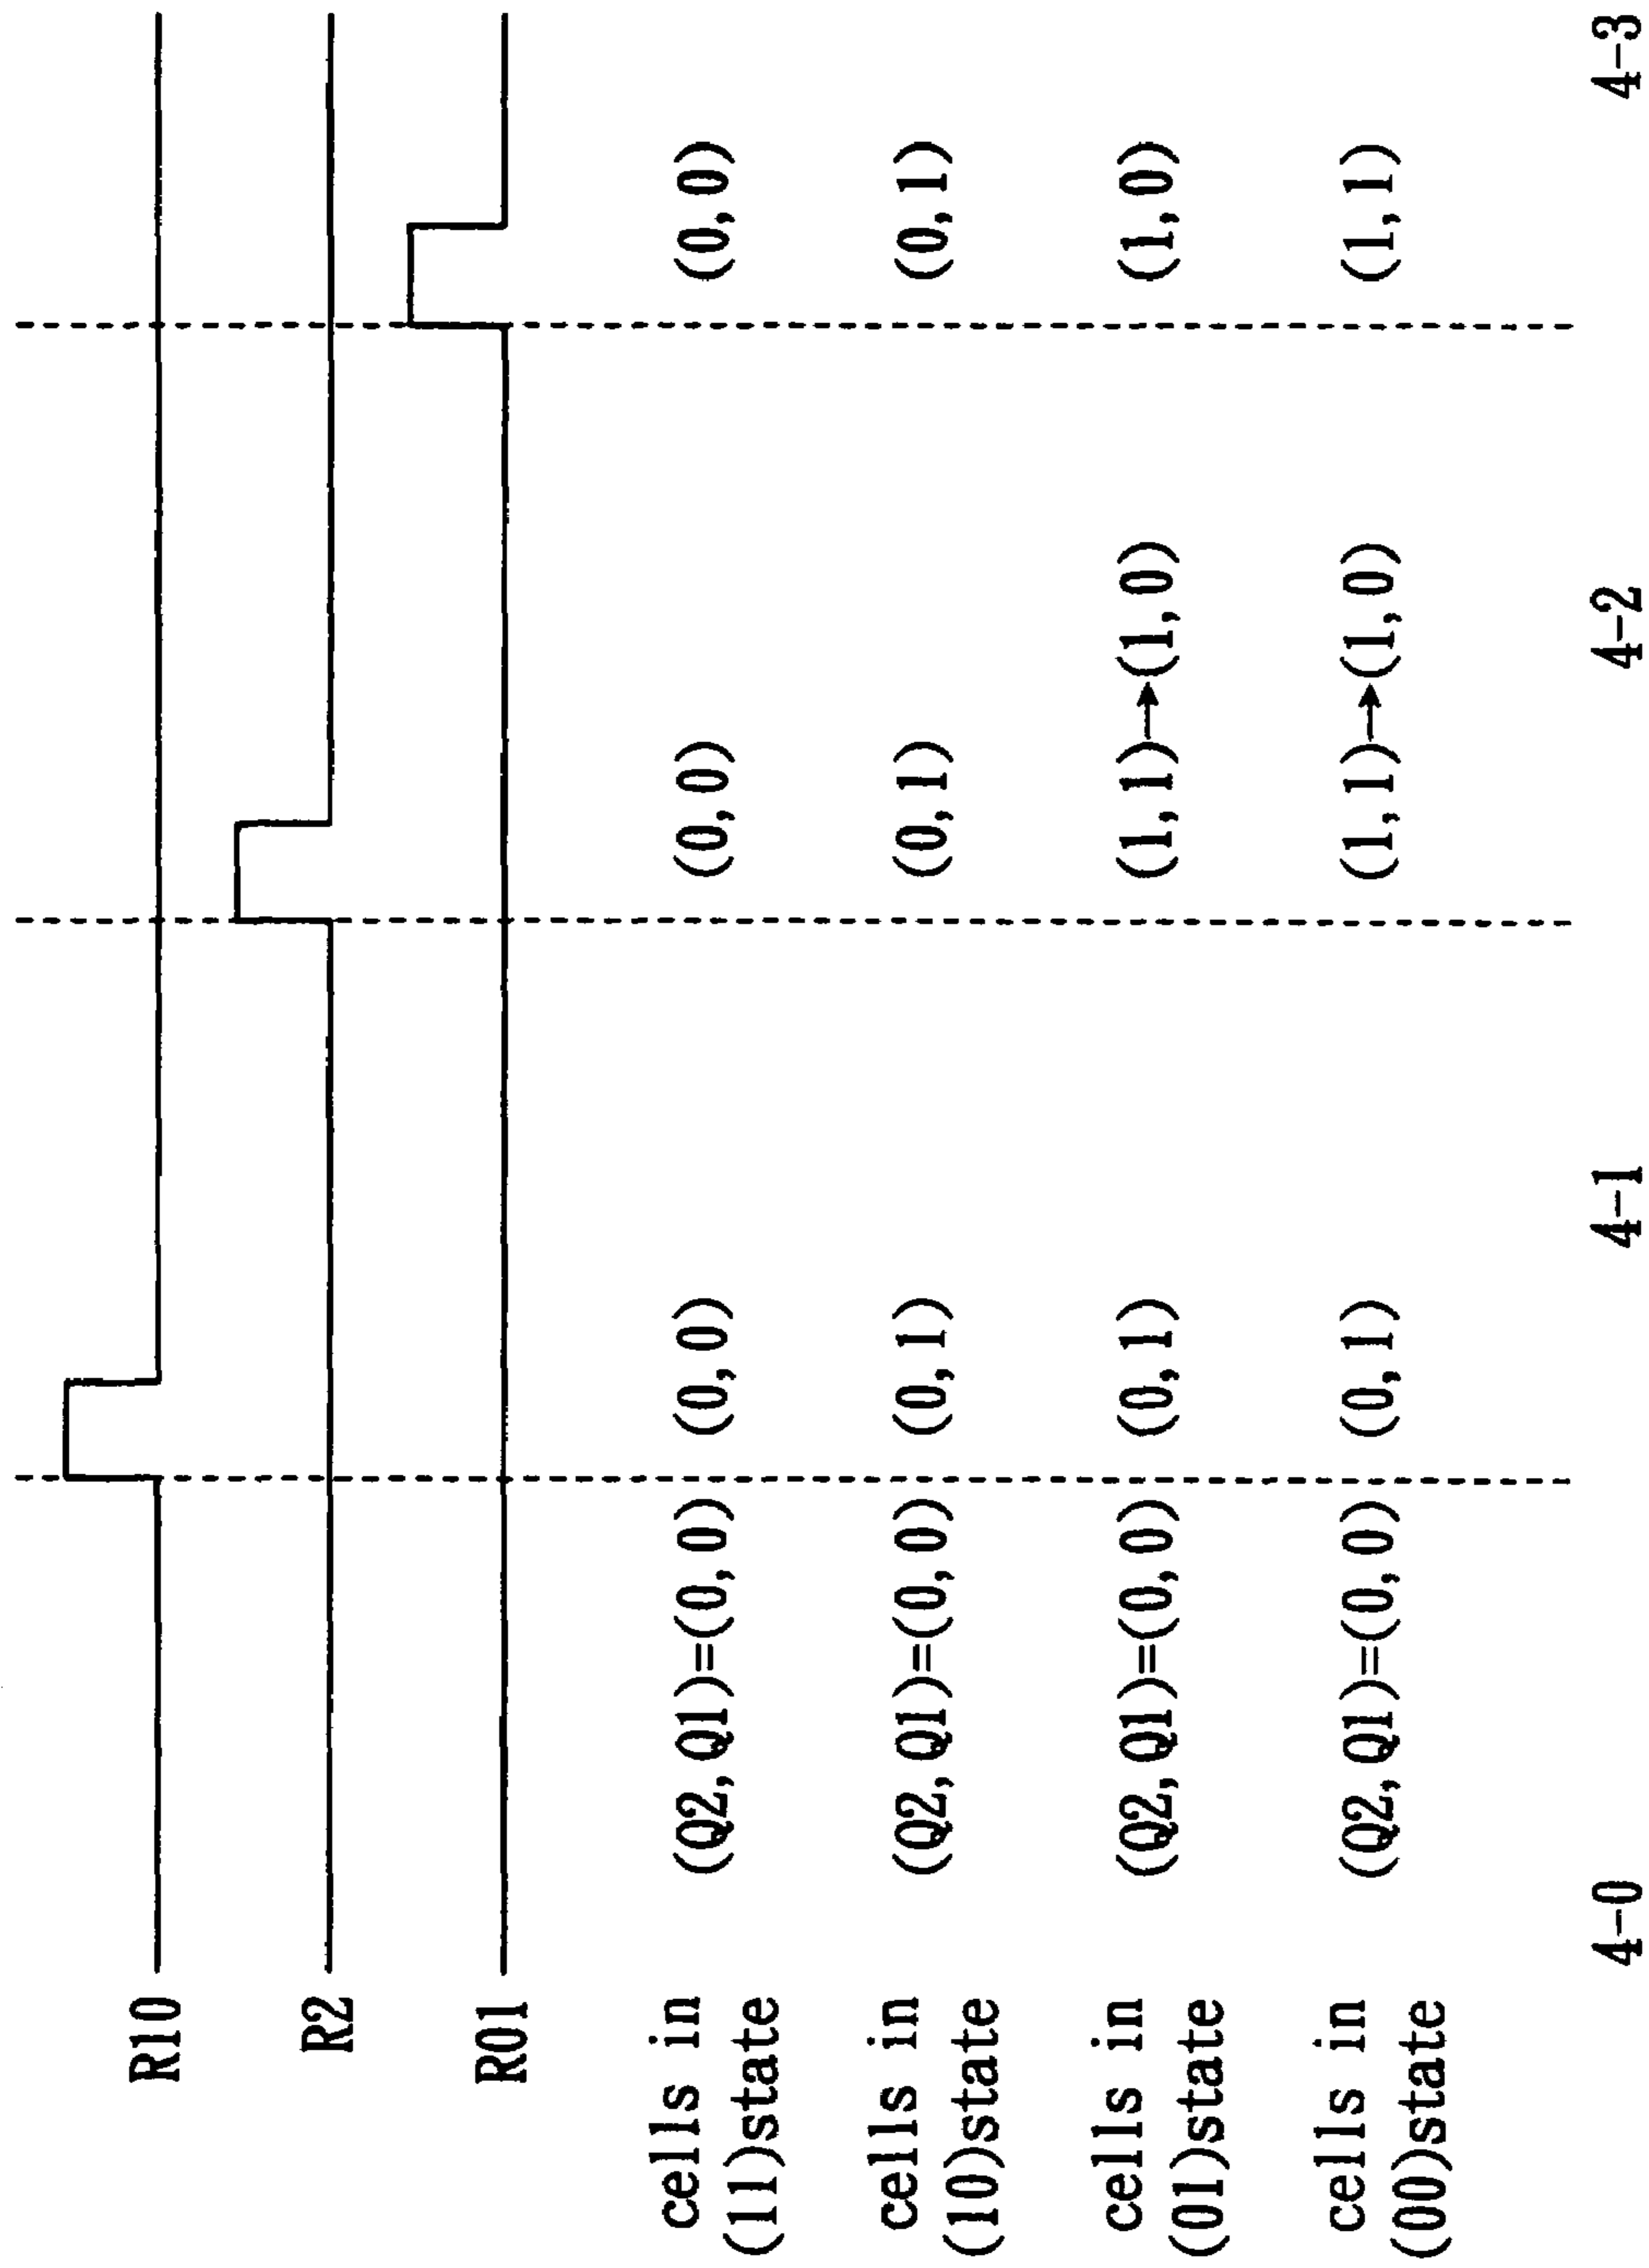 R10
R2
R01
cells in (Q2,Q1)=(0,0) (0,0) (0,0) (0,0)
(11)state
cells in (Q2,Q1)=(0,0) (0,1) (0,1) (0,1)
(10)state
cells in (Q2,Q1)=(0,0) (0,1) (1,1)→(1,0) (1,0)
(01)state
cells in (Q2,Q1)=(0,0) (0,1) (1,1)→(1,0) (1,1)
(00)state
4-0 4-1 4-2 4-3